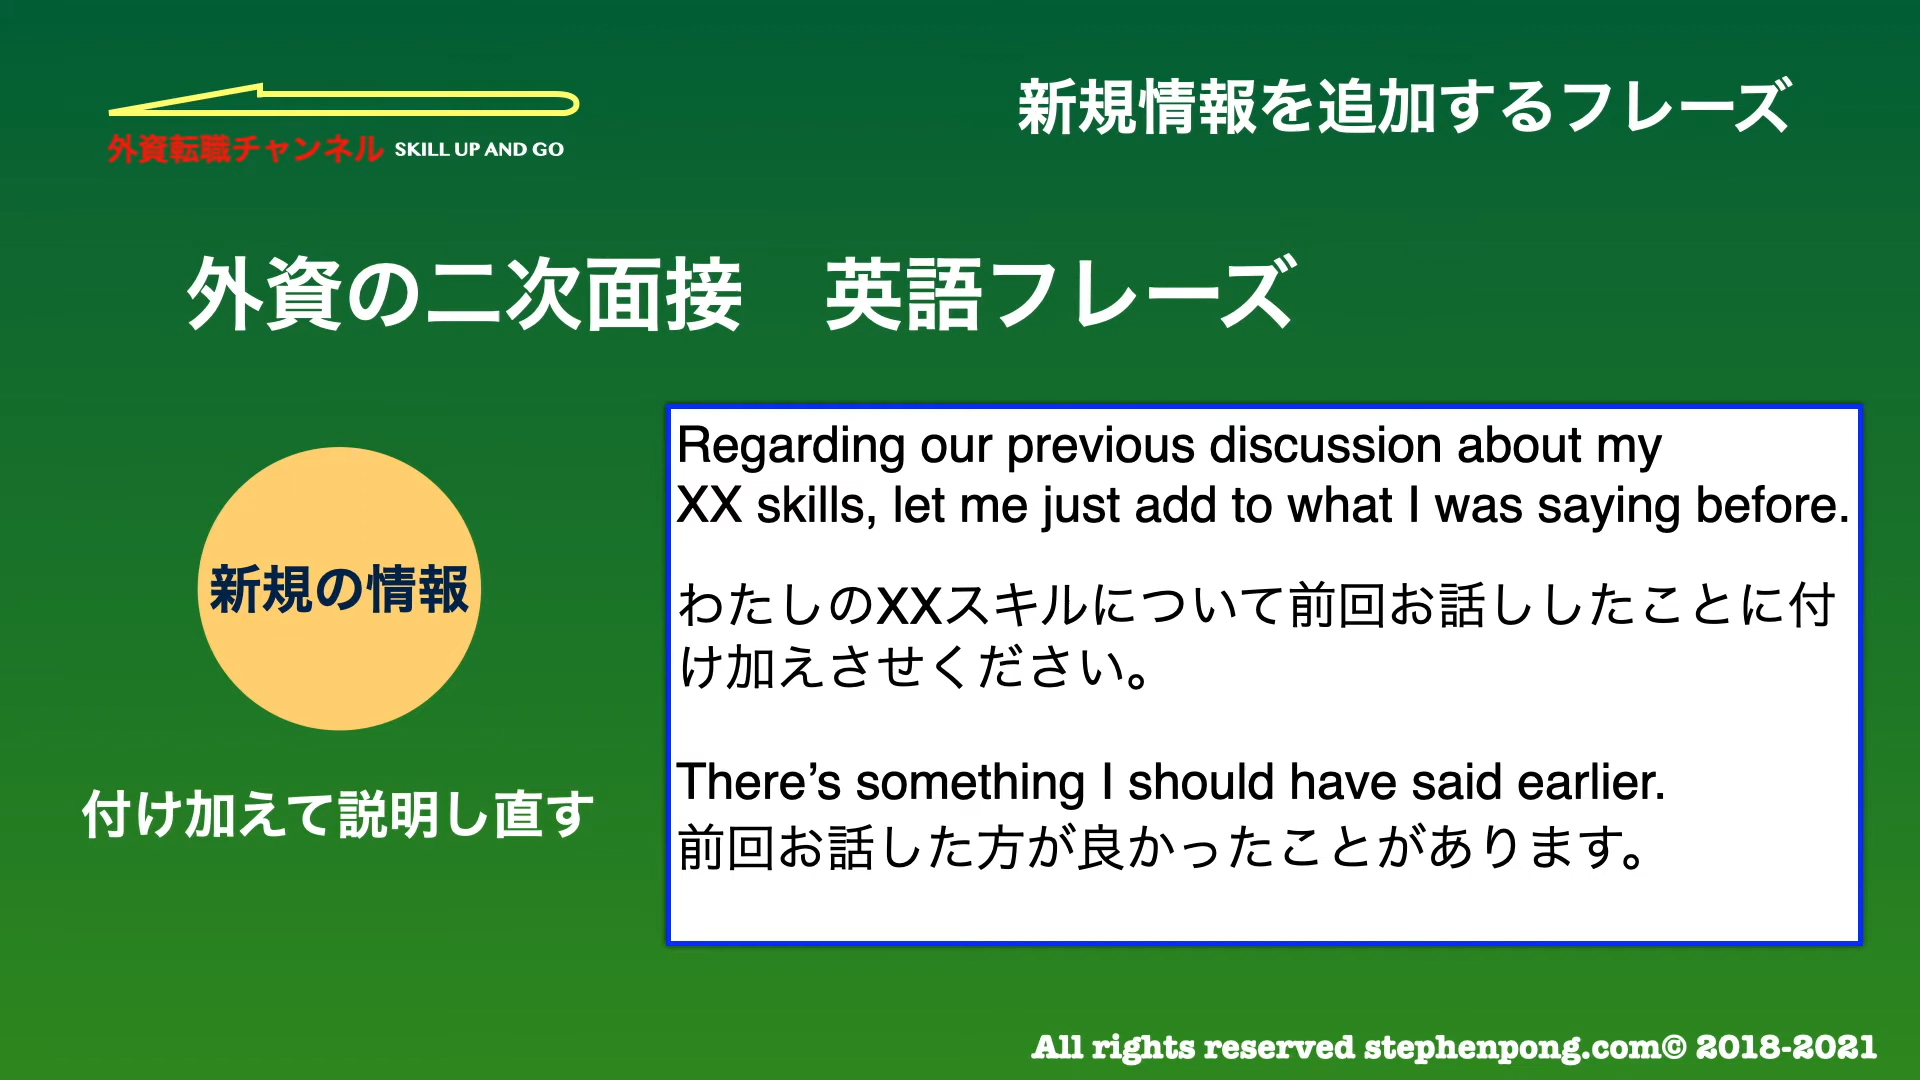 外資転職チャンネル SKILL UP AND GO
新規情報を追加するフレーズ
外資の二次面接　英語フレーズ
新規の情報
付け加えて説明し直す
Regarding our previous discussion about my
XX skills, let me just add to what I was saying before.
わたしのXXスキルについて前回お話ししたことに付
け加えさせください。
There’s something I should have said earlier.
前回お話した方が良かったことがあります。
All rights reserved stephenpong.com© 2018-2021